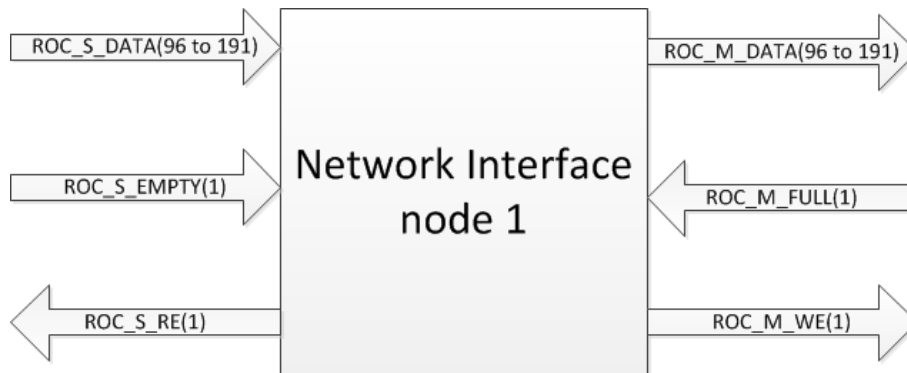 ROC_S_DATA(96 to 191)
ROC_M_DATA(96 to 191)
Network Interface
node 1
ROC_S_EMPTY(1)
ROC_M_FULL(1)
ROC_S_RE(1)
ROC_M_WE(1)